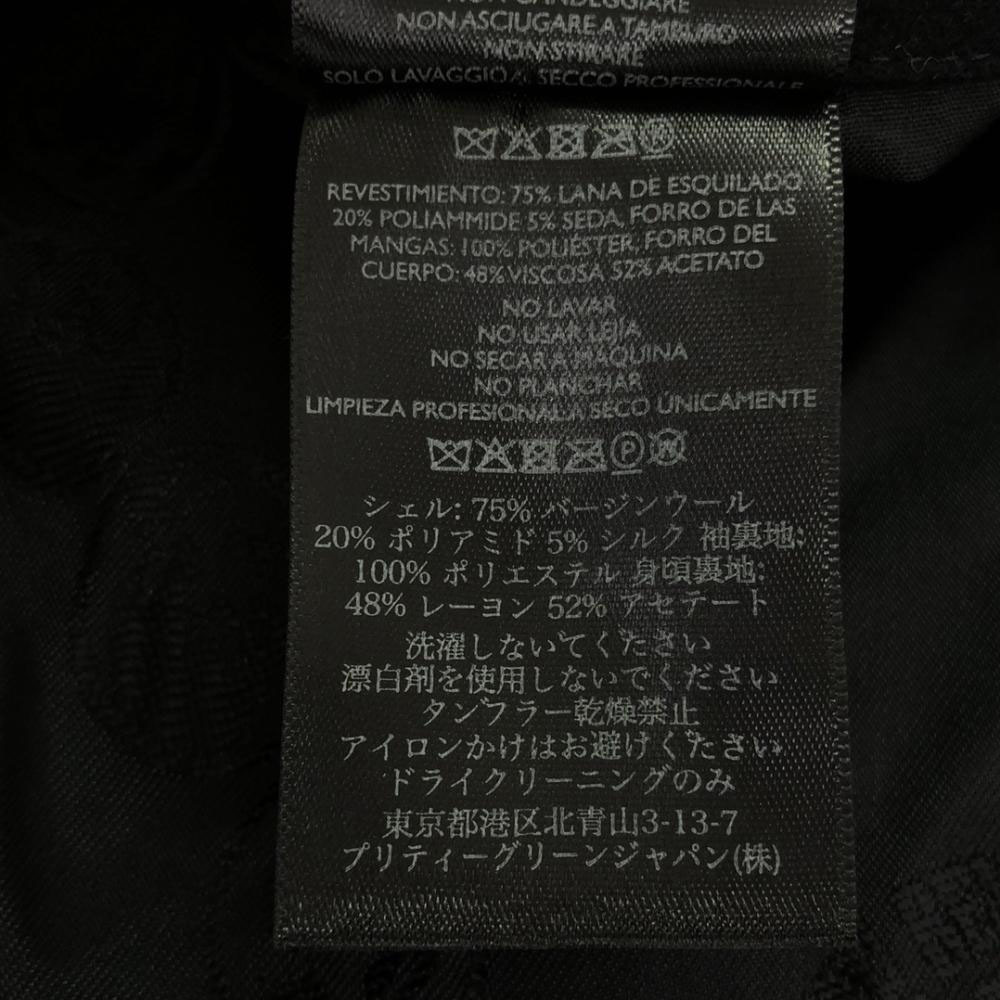 NON CANDEGGIARE
NON ASCIUGARE A TAMBURO
NON STIRARE
SOLO LAVAGGIO A SECCO PROFESSIONALE
REVESTIMIENTO: 75% LANA DE ESQUILADO
20% POLIAMMIDE 5% SEDA, FORRO DE LAS
MANGAS: 100% POLIÉSTER, FORRO DEL
CUERPO: 48% VISCOSA 52% ACETATO
NO LAVAR
NO USAR LEJIA
NO SECAR A MAQUINA
NO PLANCHAR
LIMPIEZA PROFESIONAL A SECO ÚNICAMENTE
P W
シェル: 75% バージンウール
20% ポリアミド 5% シルク 袖裏地:
100% ポリエステル 身頃裏地:
48% レーヨン 52% アセテート
洗濯しないでください
漂白剤を使用しないでください
タンフラー乾燥禁止
アイロンかけはお避けください
ドライクリーニングのみ
東京都港区北青山3-13-7
プリティーグリーンジャパン(株)